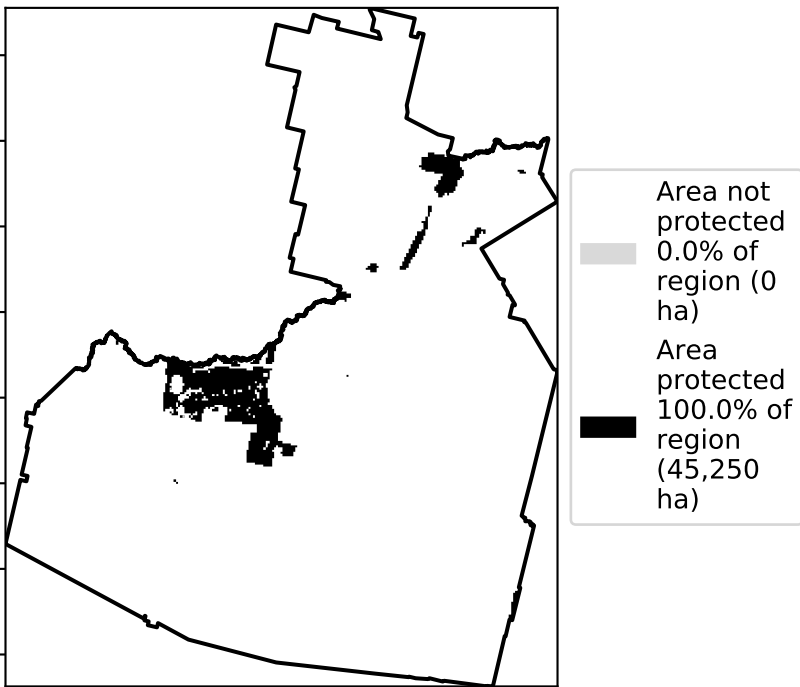 Area not
protected
0.0% of
region (0
ha)
Area
protected
100.0% of
region
(45,250
ha)